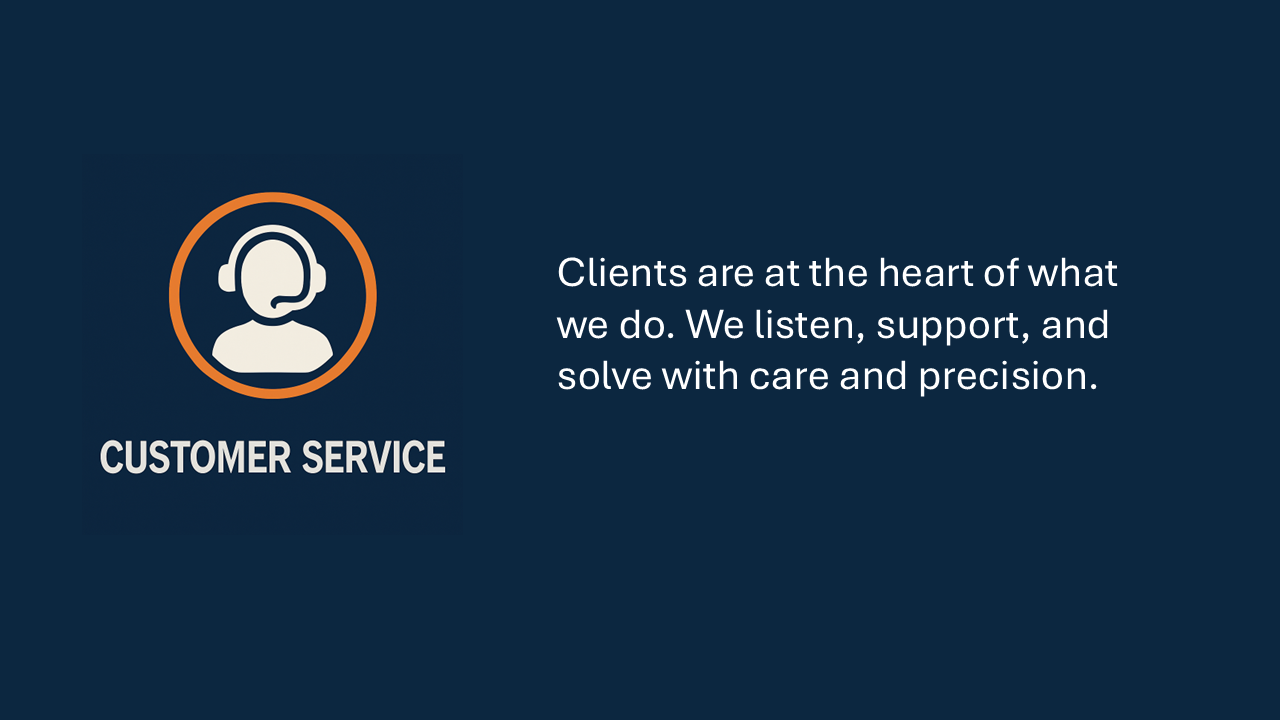 CUSTOMER SERVICE
Clients are at the heart of what
we do. We listen, support, and
solve with care and precision.